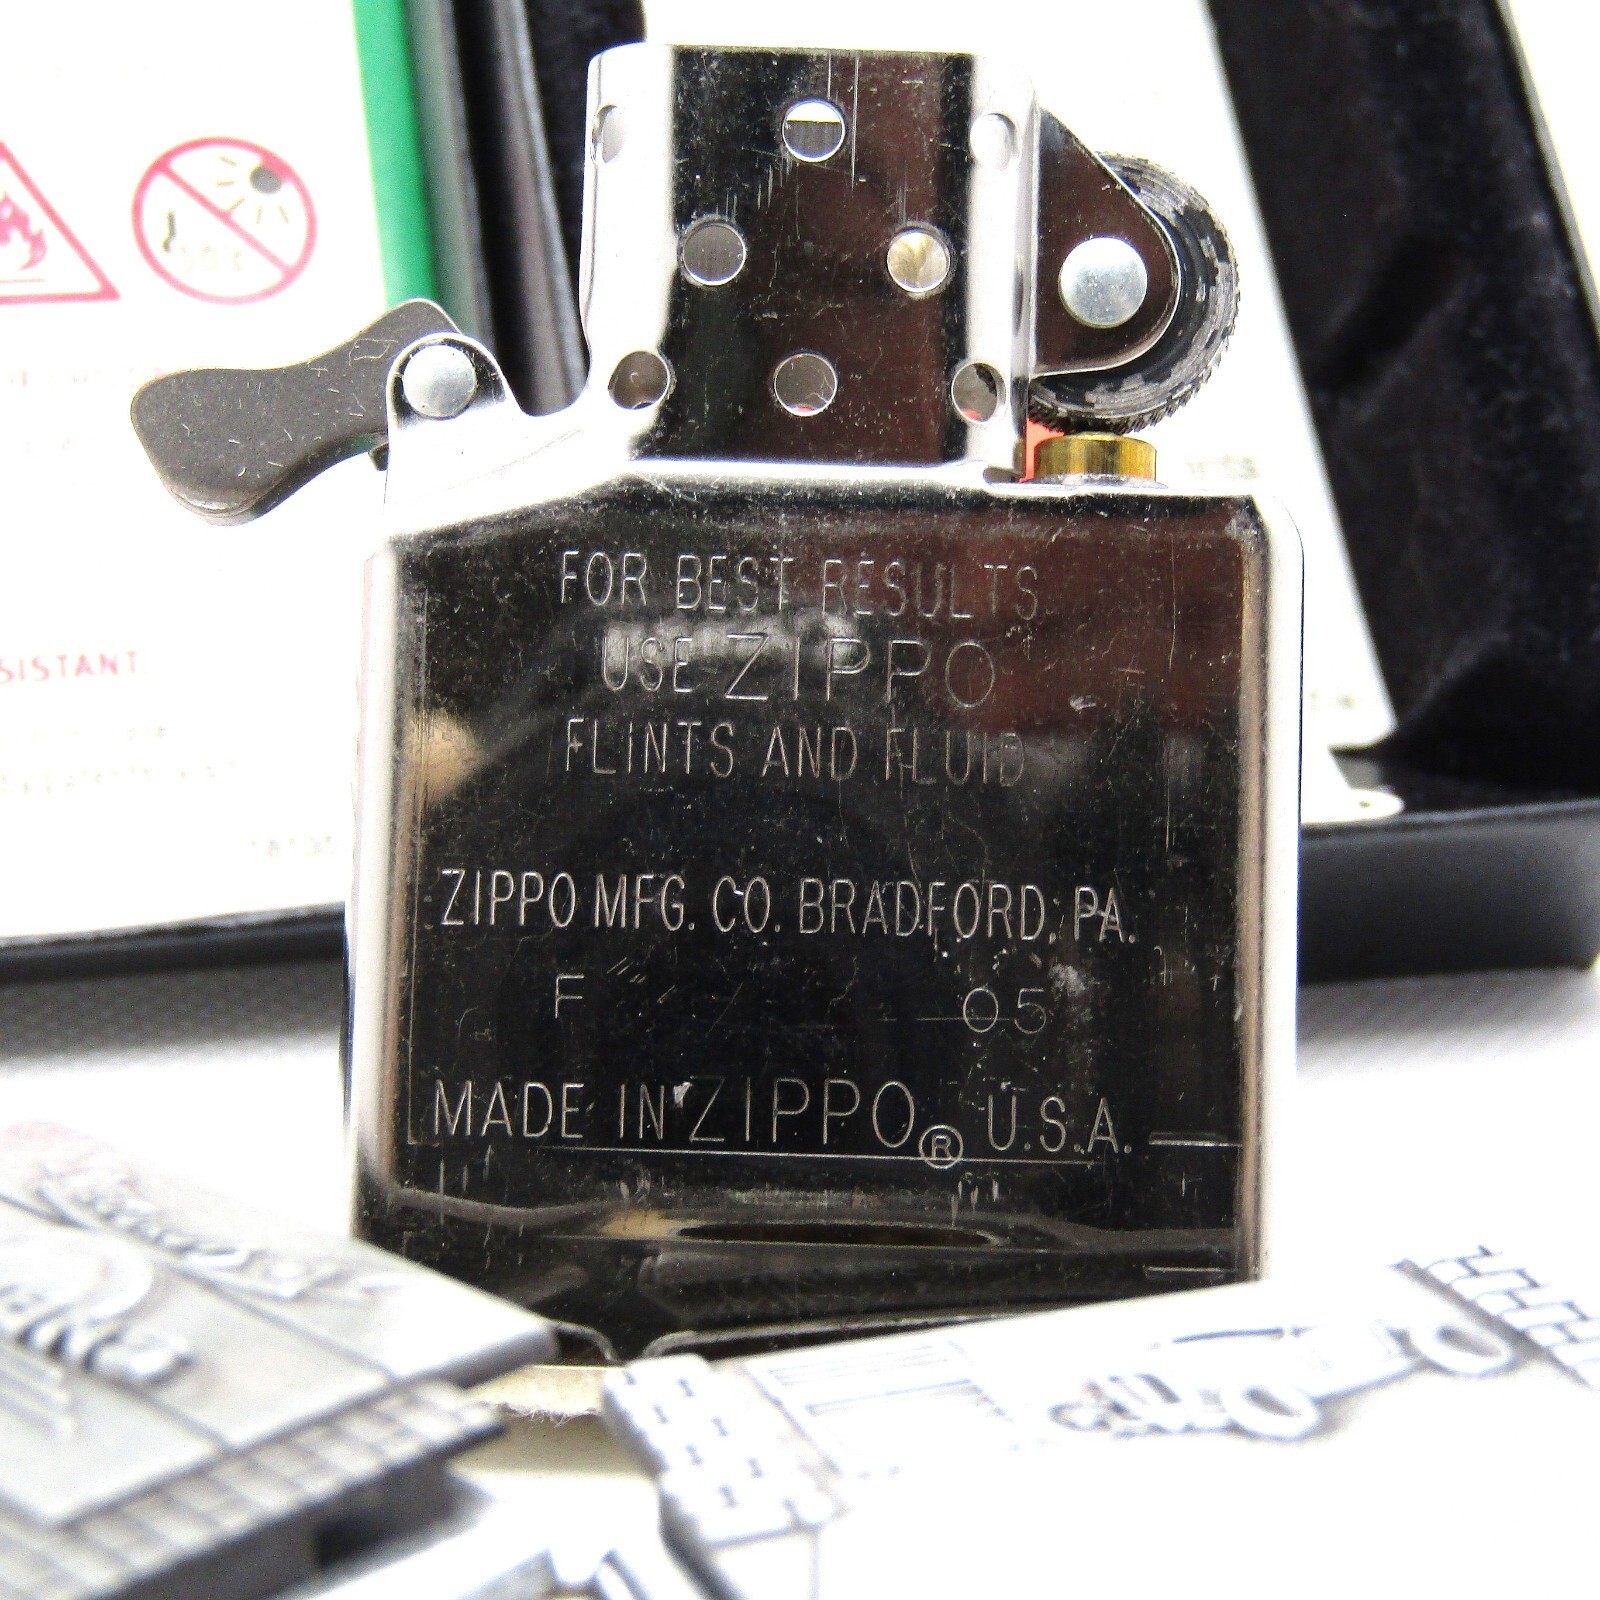 SISTANT
FOR BEST RESULTS
USE ZIPPO
FLINTS AND FLUID
ZIPPO MFG. CO. BRADFORD, PA.
F 05
MADE IN ZIPPO® U.S.A.